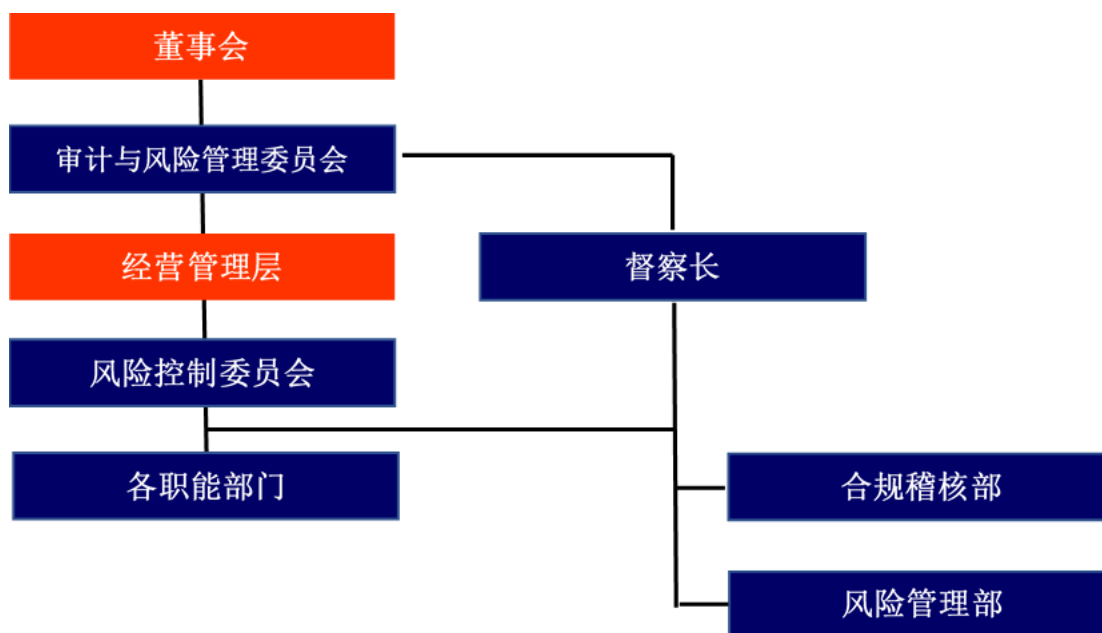 董事会
审计与风险管理委员会
经营管理层
督察长
风险控制委员会
各职能部门
合规稽核部
风险管理部